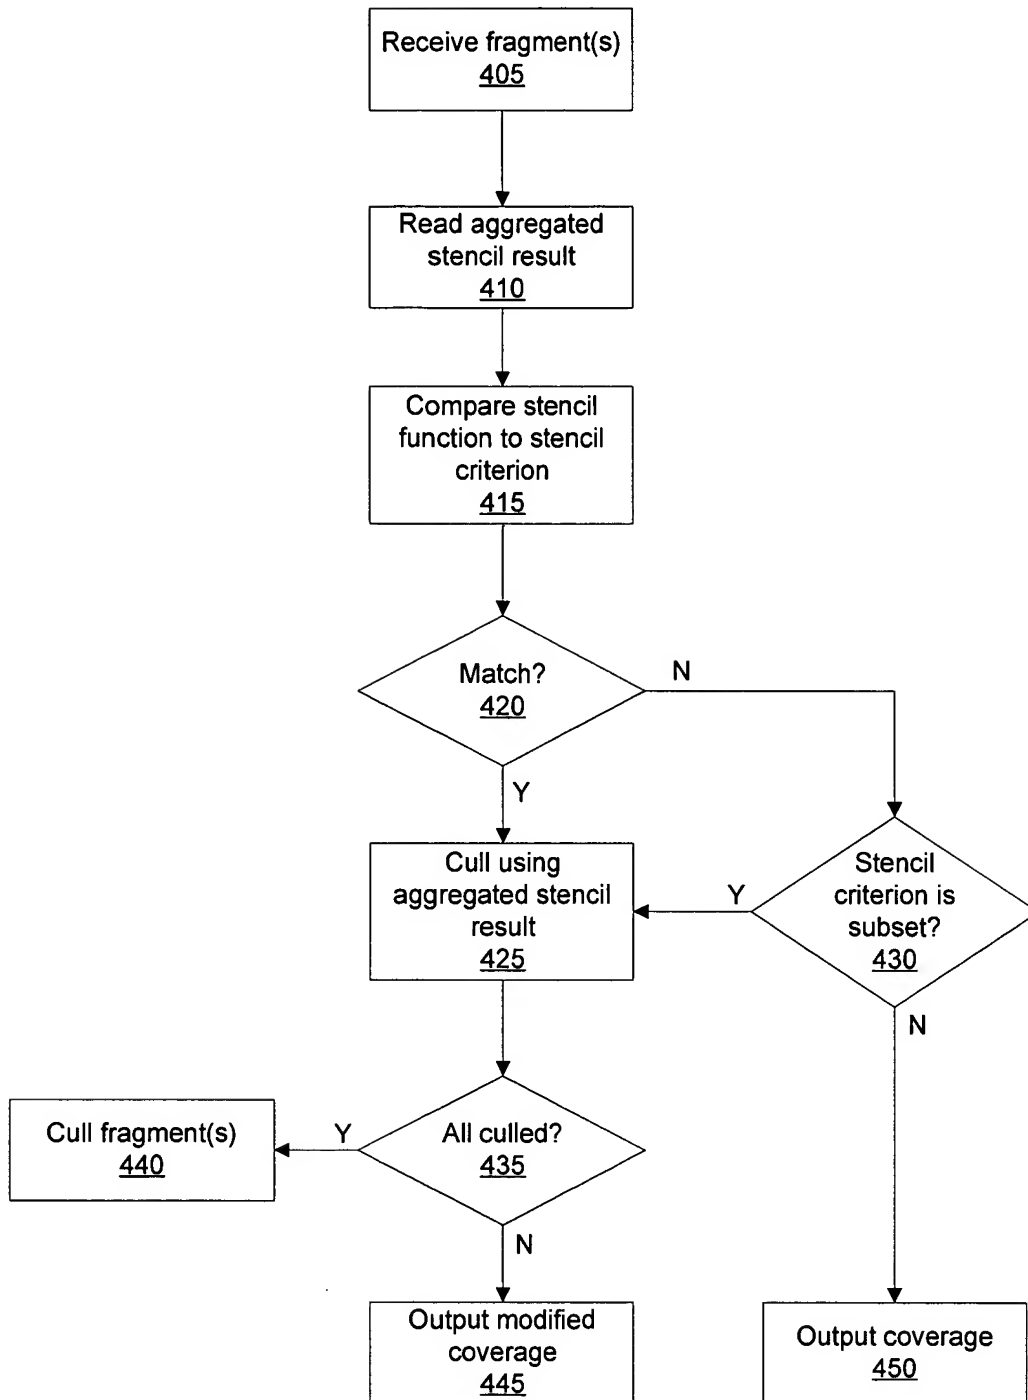 Receive fragment(s)
405
Read aggregated
stencil result
410
Compare stencil
function to stencil
criterion
415
Match?
420
N
Y
Cull using
aggregated stencil
result
425
Y
Stencil
criterion is
subset?
430
N
Cull fragment(s)
440
Y
All culled?
435
N
Output modified
coverage
445
Output coverage
450